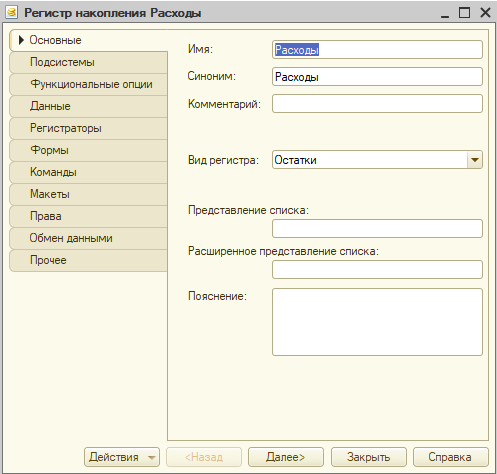 Регистр накопления Расходы
Основные
Подсистемы
Функциональные опции
Данные
Регистраторы
Формы
Команды
Макеты
Права
Обмен данными
Прочее
Имя: Расходы
Синоним: Расходы
Комментарий:
Вид регистра: Остатки
Представление списка:
Расширенное представление списка:
Пояснение:
Действия <Назад Далее> Закрыть Справка